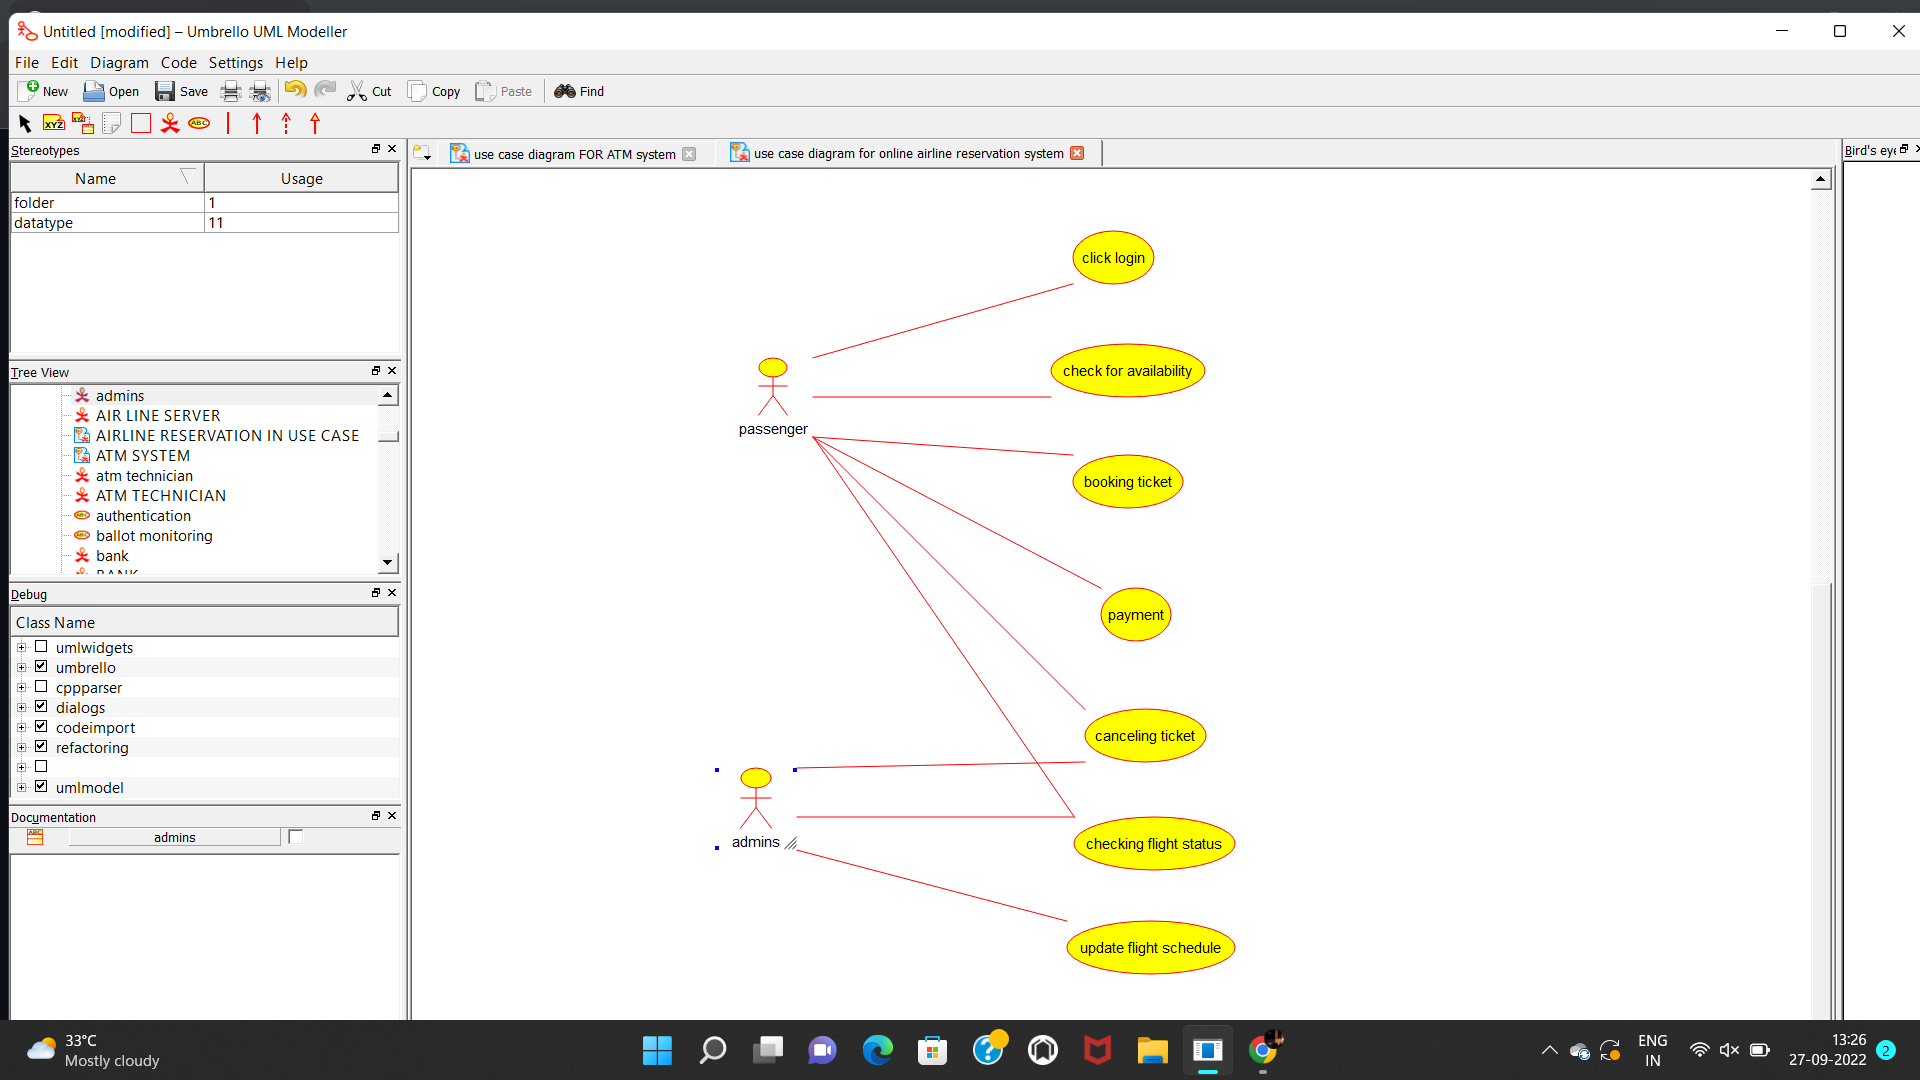 Untitled [modified] – Umbrello UML Modeller
File Edit Diagram Code Settings Help
New Open Save Cut Copy Paste Find
XYZ XYZ ABC
Stereotypes
Name Usage
folder 1
datatype 11
Tree View
admins
AIR LINE SERVER
AIRLINE RESERVATION IN USE CASE
ATM SYSTEM
atm technician
ATM TECHNICIAN
authentication
ballot monitoring
bank
BANK
Debug
Class Name
umlwidgets
umbrello
cppparser
dialogs
codeimport
refactoring
umlmodel
Documentation
ABC admins
use case diagram FOR ATM system
use case diagram for online airline reservation system
Bird's eye
click login
check for availability
passenger
booking ticket
payment
canceling ticket
admins
checking flight status
update flight schedule
33°C
Mostly cloudy
ENG
IN
13:26
27-09-2022
2